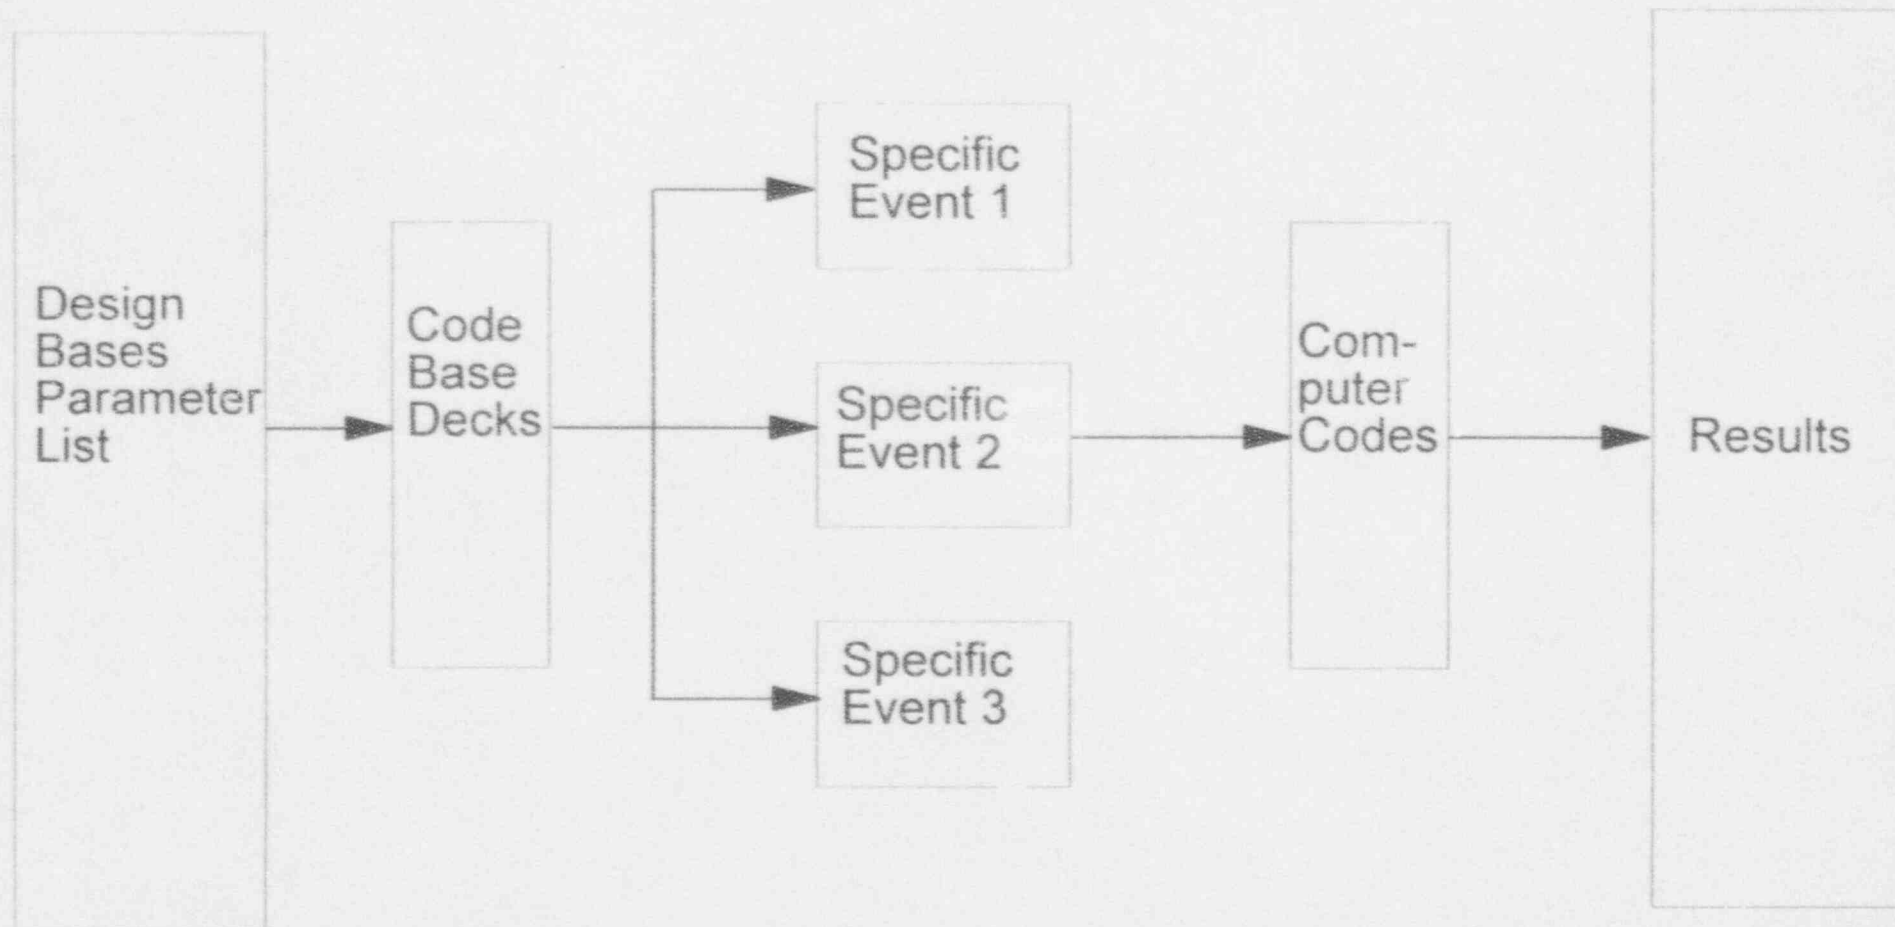 Design
Bases
Parameter
List
Code
Base
Decks
Specific
Event 1
Specific
Event 2
Specific
Event 3
Com-
puter
Codes
Results